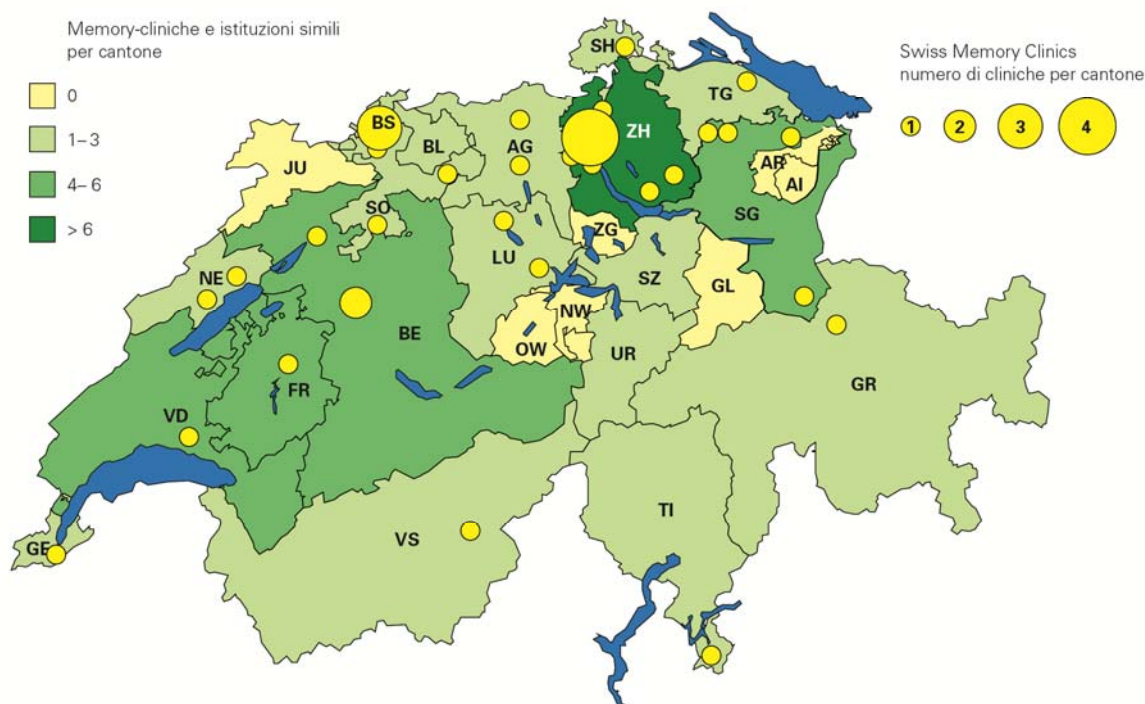 Memory-cliniche e istituzioni simili
per cantone
0
1–3
4–6
> 6
Swiss Memory Clinics
numero di cliniche per cantone
1
2
3
4
SH
TG
BS
BL
AG
ZH
JU
AR
AI
SO
SG
ZG
LU
NE
SZ
GL
NW
BE
OW
UR
FR
GR
VD
TI
VS
GE